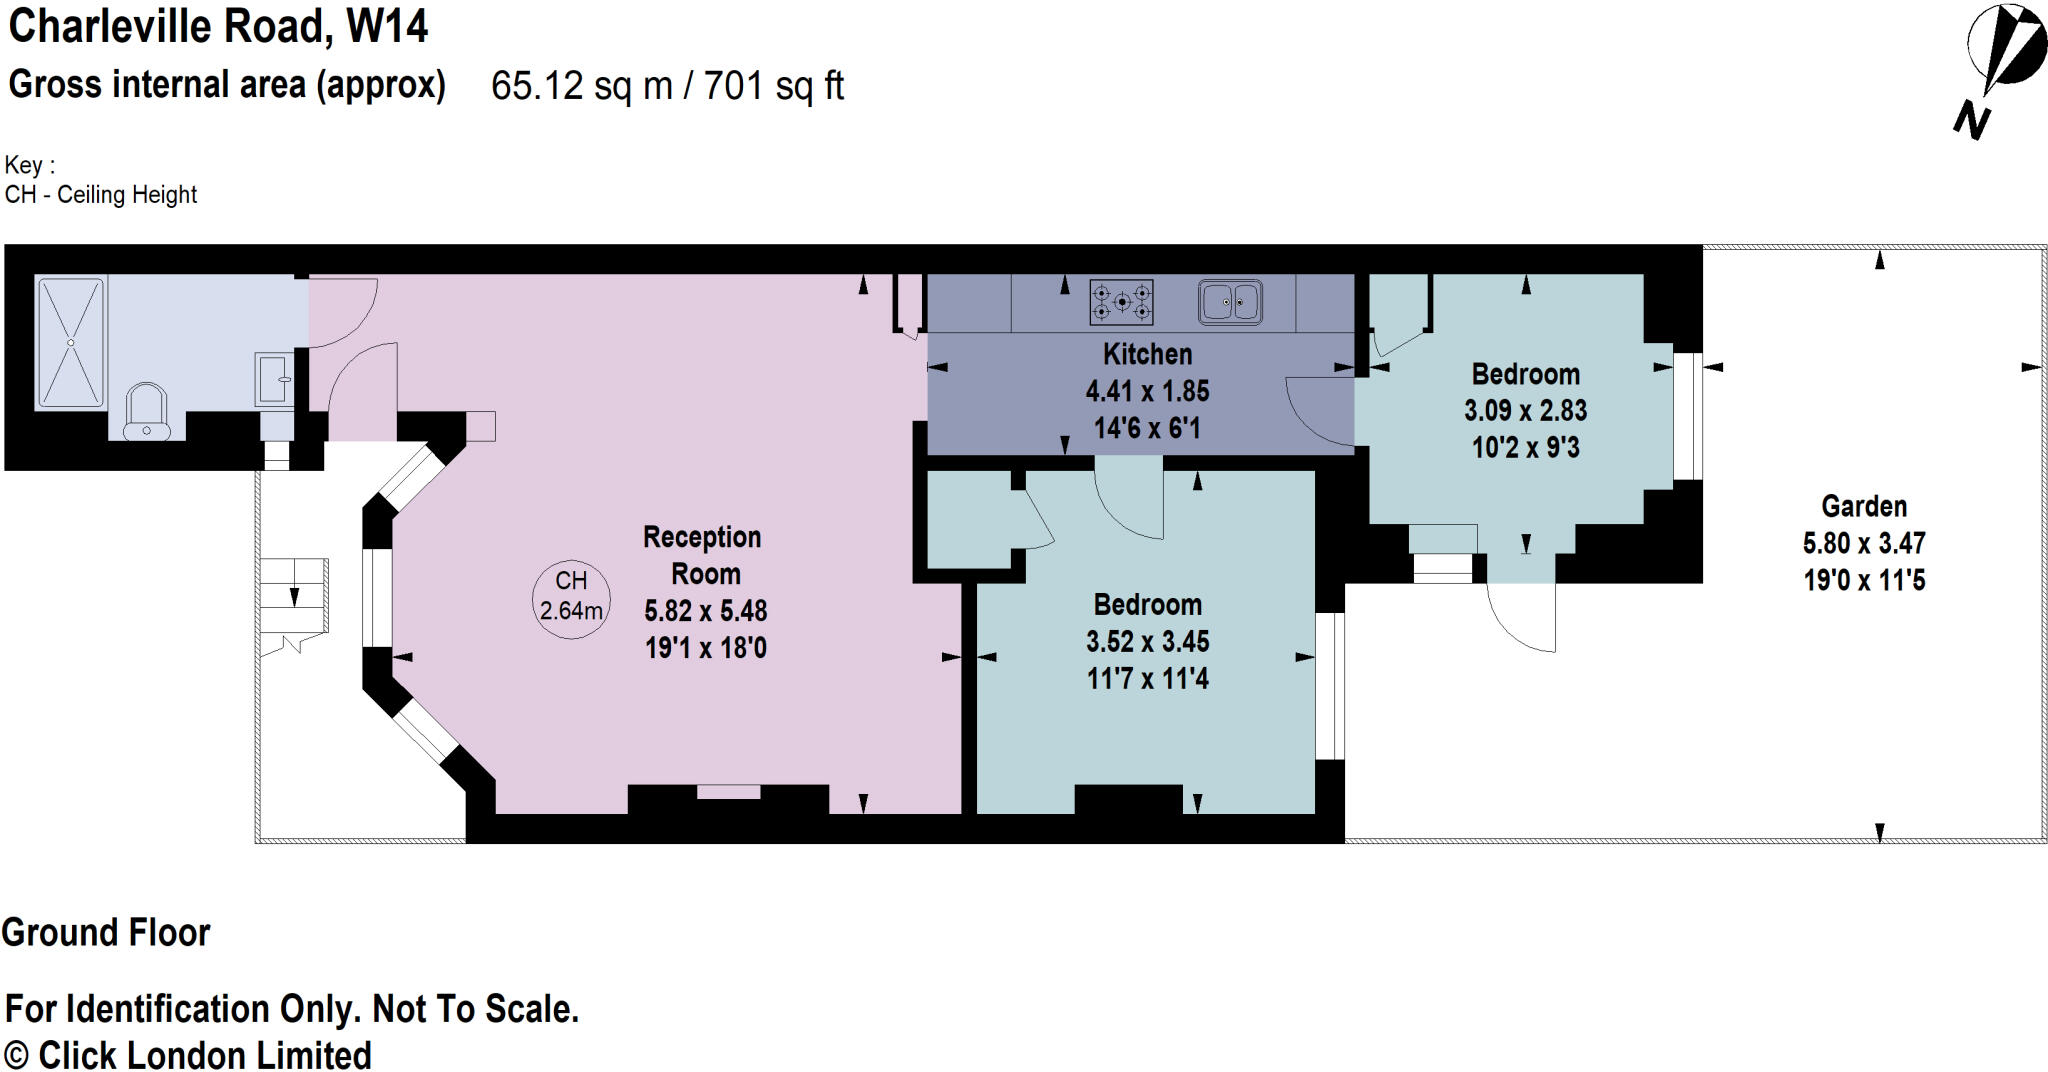 Charleville Road, W14
Gross internal area (approx) 65.12 sq m / 701 sq ft
N
Key :
CH - Ceiling Height
Kitchen
4.41 x 1.85
14'6 x 6'1
Bedroom
3.09 x 2.83
10'2 x 9'3
Garden
5.80 x 3.47
19'0 x 11'5
Reception
Room
5.82 x 5.48
19'1 x 18'0
CH
2.64m
Bedroom
3.52 x 3.45
11'7 x 11'4
Ground Floor
For Identification Only. Not To Scale.
© Click London Limited